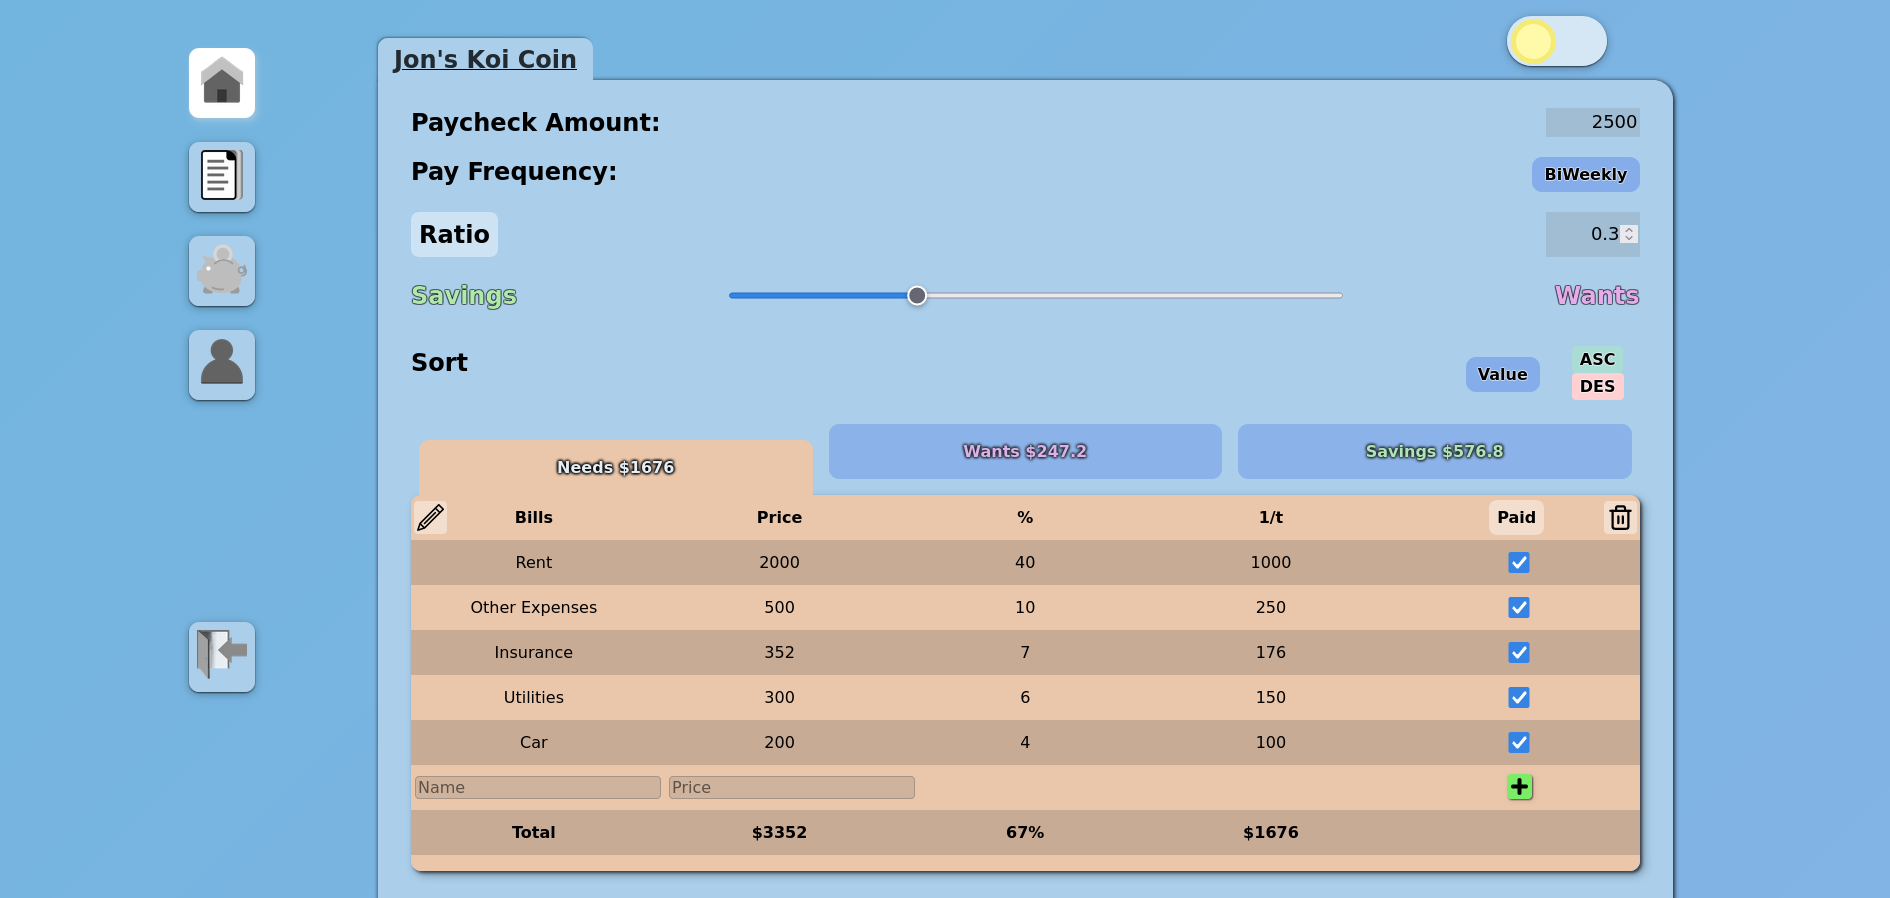 Jon's Koi Coin
Paycheck Amount: 2500
Pay Frequency: BiWeekly
Ratio 0.3
Savings Wants
Sort Value ASC
DES
Needs $1676 Wants $247.2 Savings $576.8
Bills Price % 1/t Paid
Rent 2000 40 1000
Other Expenses 500 10 250
Insurance 352 7 176
Utilities 300 6 150
Car 200 4 100
Name Price
Total $3352 67% $1676